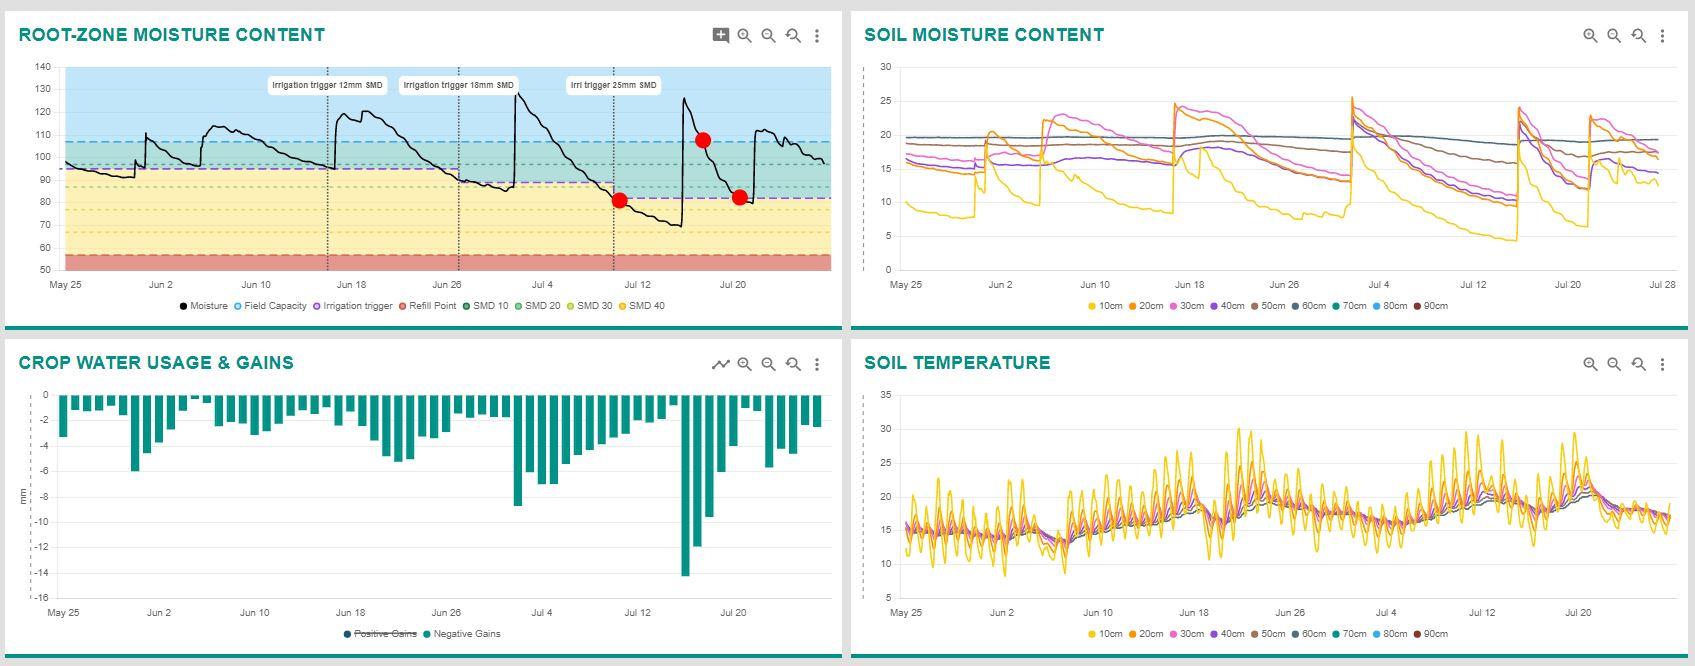 ROOT-ZONE MOISTURE CONTENT
140
130
120
110
100
90
80
70
60
50
Irrigation trigger 12mm SMD
Irrigation trigger 18mm SMD
Irri trigger 25mm SMD
May 25 Jun 2 Jun 10 Jun 18 Jun 26 Jul 4 Jul 12 Jul 20
Moisture Field Capacity Irrigation trigger Refill Point SMD 10 SMD 20 SMD 30 SMD 40
SOIL MOISTURE CONTENT
30
25
20
15
10
5
0
May 25 Jun 2 Jun 10 Jun 18 Jun 26 Jul 4 Jul 12 Jul 20 Jul 28
10cm 20cm 30cm 40cm 50cm 60cm 70cm 80cm 90cm
CROP WATER USAGE & GAINS
mm
0
-2
-4
-6
-8
-10
-12
-14
-16
May 25 Jun 2 Jun 10 Jun 18 Jun 26 Jul 4 Jul 12 Jul 20
Positive Gains Negative Gains
SOIL TEMPERATURE
35
30
25
20
15
10
5
May 25 Jun 2 Jun 10 Jun 18 Jun 26 Jul 4 Jul 12 Jul 20
10cm 20cm 30cm 40cm 50cm 60cm 70cm 80cm 90cm